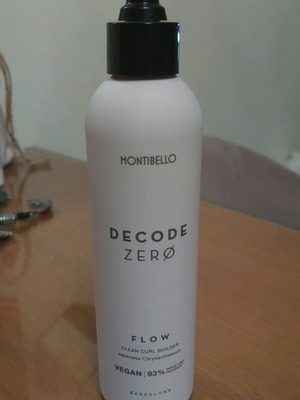 MONTIBELLO
DECODE
ZERØ
FLOW
CLEAN CURL BUILDER
Japanese Chrysanthemum
VEGAN | 93%
BARCELONA